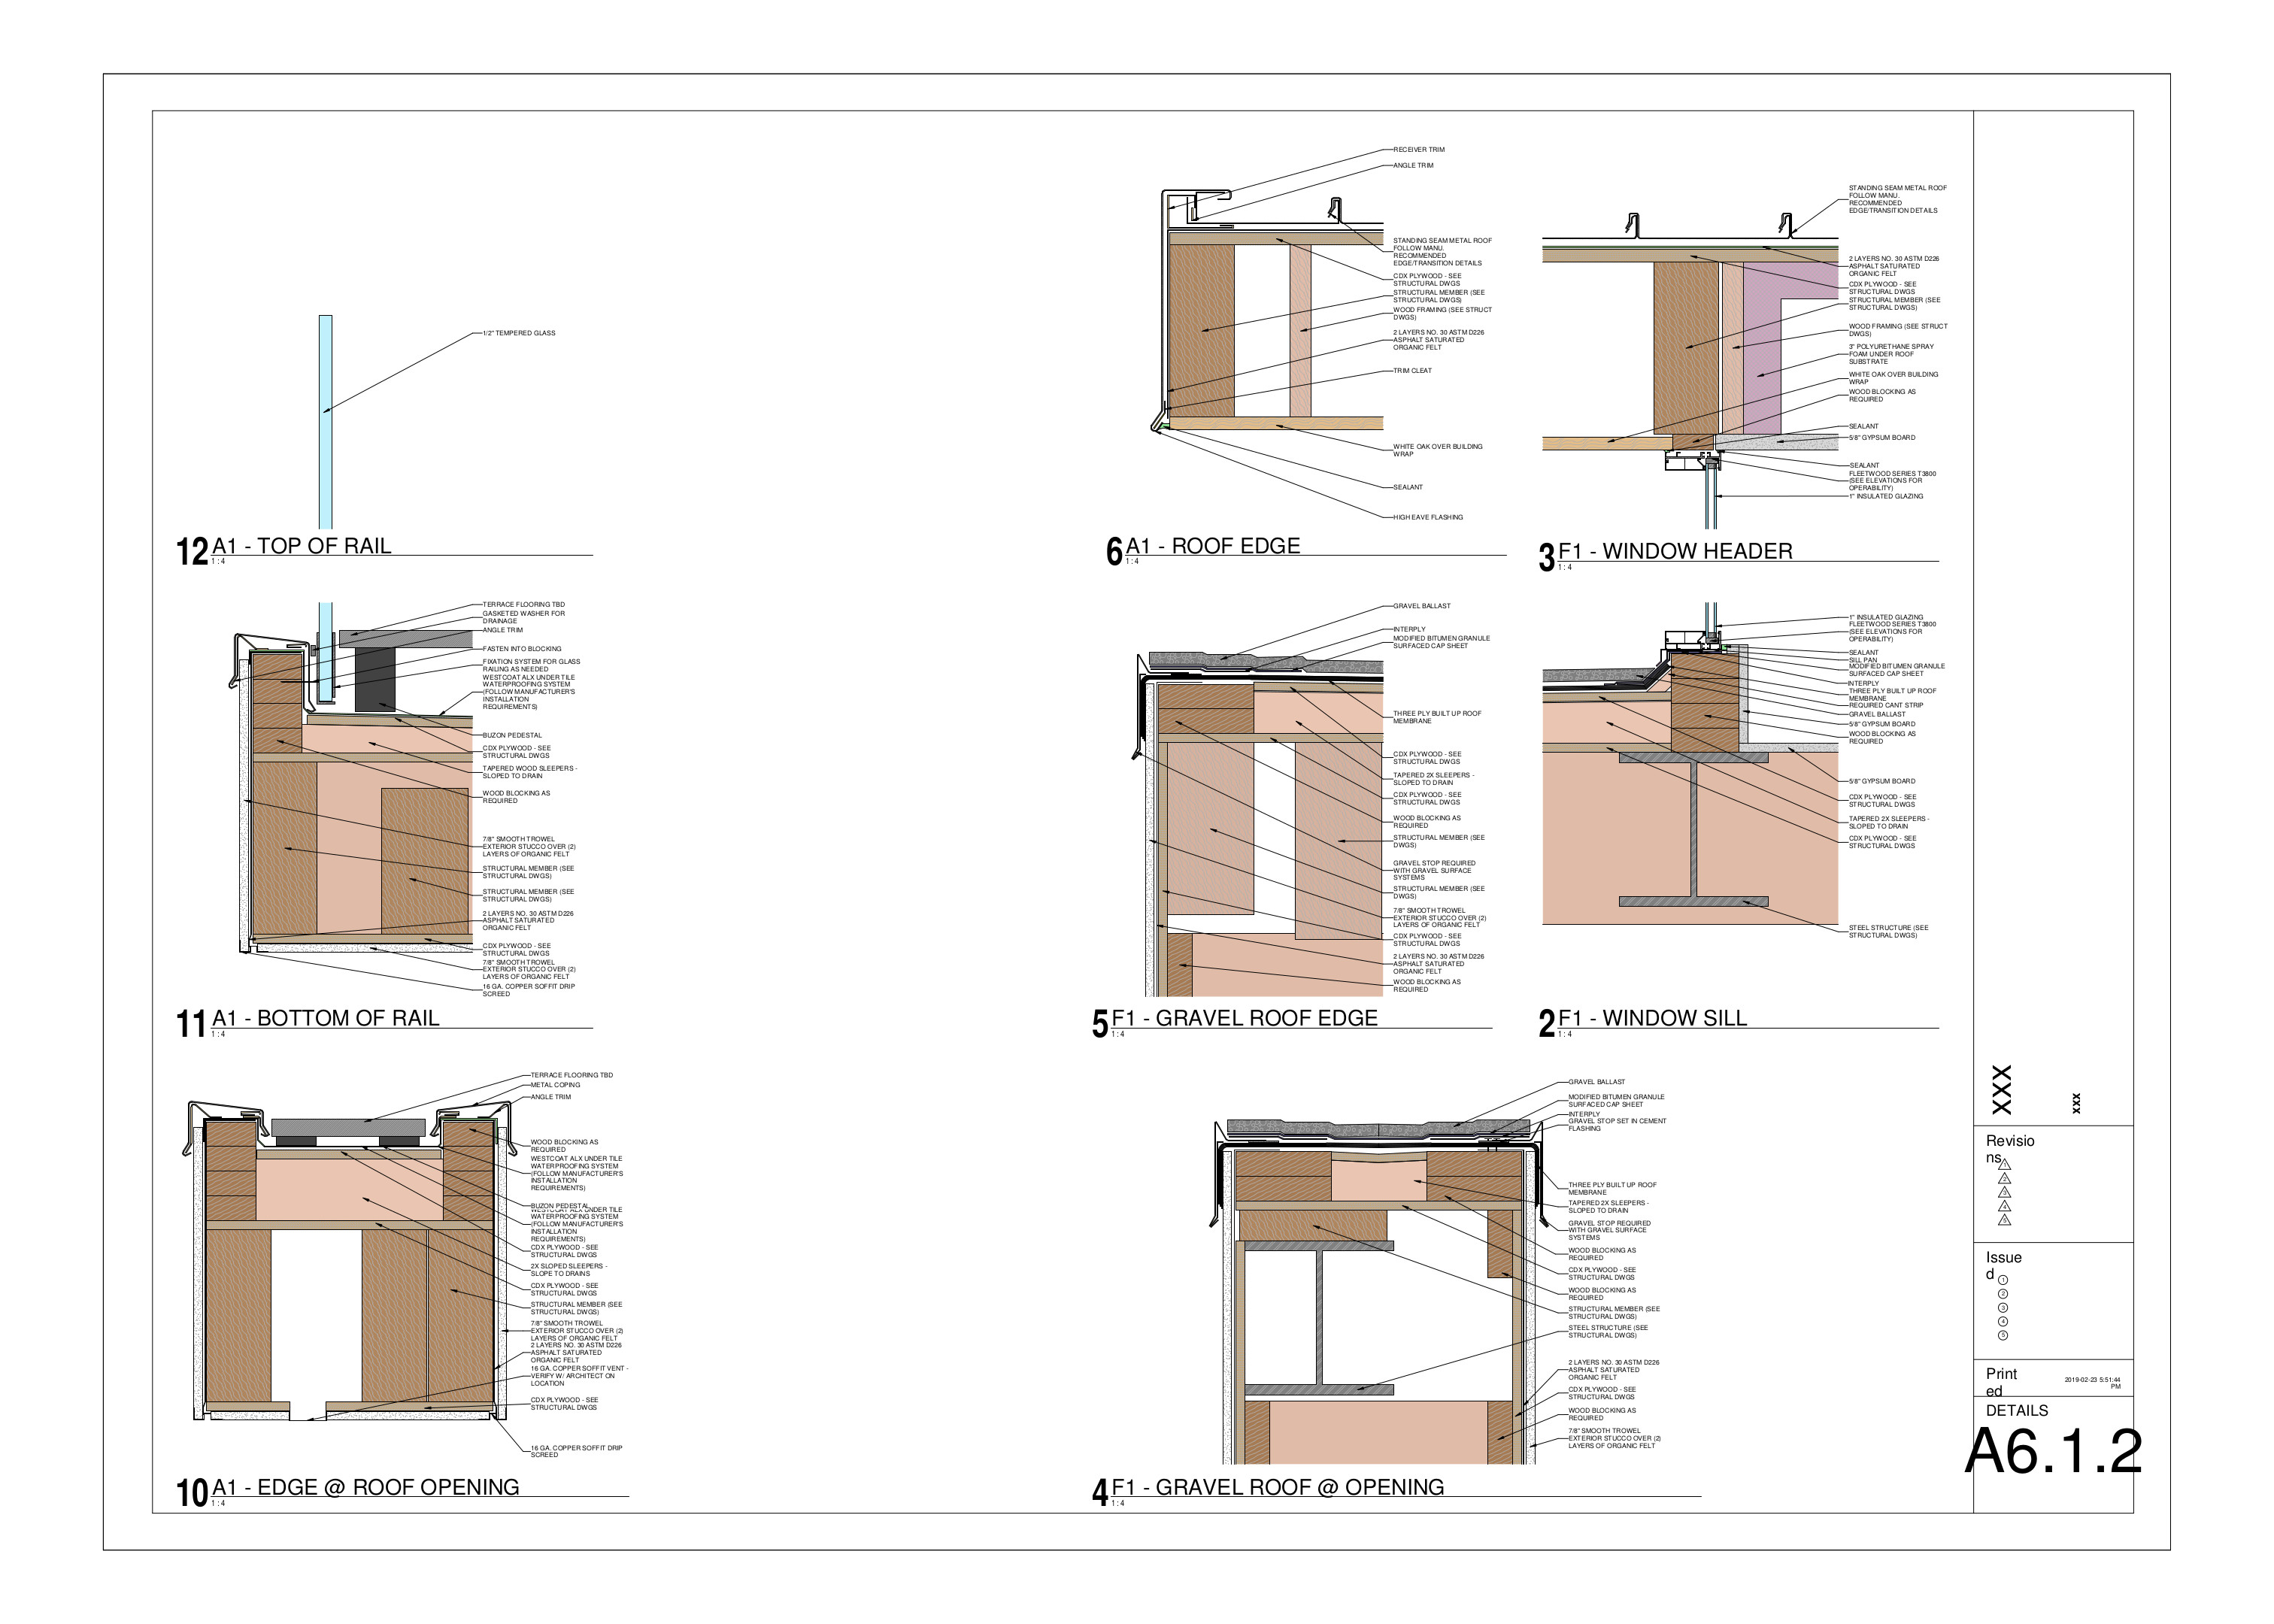 1/2" TEMPERED GLASS
12 A1 - TOP OF RAIL
1 : 4
RECEIVER TRIM
ANGLE TRIM
STANDING SEAM METAL ROOF
FOLLOW MANU.
RECOMMENDED
EDGE/TRANSITION DETAILS
CDX PLYWOOD - SEE
STRUCTURAL DWGS
STRUCTURAL MEMBER (SEE
STRUCTURAL DWGS)
WOOD FRAMING (SEE STRUCT
DWGS)
2 LAYERS NO. 30 ASTM D226
ASPHALT SATURATED
ORGANIC FELT
TRIM CLEAT
WHITE OAK OVER BUILDING
WRAP
SEALANT
HIGH EAVE FLASHING
6 A1 - ROOF EDGE
1 : 4
STANDING SEAM METAL ROOF
FOLLOW MANU.
RECOMMENDED
EDGE/TRANSITION DETAILS
2 LAYERS NO. 30 ASTM D226
ASPHALT SATURATED
ORGANIC FELT
CDX PLYWOOD - SEE
STRUCTURAL DWGS
STRUCTURAL MEMBER (SEE
STRUCTURAL DWGS)
WOOD FRAMING (SEE STRUCT
DWGS)
3" POLYURETHANE SPRAY
FOAM UNDER ROOF
SUBSTRATE
WHITE OAK OVER BUILDING
WRAP
WOOD BLOCKING AS
REQUIRED
SEALANT
5/8" GYPSUM BOARD
SEALANT
FLEETWOOD SERIES T3800
(SEE ELEVATIONS FOR
OPERABILITY)
1" INSULATED GLAZING
3 F1 - WINDOW HEADER
1 : 4
TERRACE FLOORING TBD
GASKETED WASHER FOR
DRAINAGE
ANGLE TRIM
FASTEN INTO BLOCKING
FIXATION SYSTEM FOR GLASS
RAILING AS NEEDED
WESTCOAT ALX UNDER TILE
WATERPROOFING SYSTEM
(FOLLOW MANUFACTURER'S
INSTALLATION
REQUIREMENTS)
BUZON PEDESTAL
CDX PLYWOOD - SEE
STRUCTURAL DWGS
TAPERED WOOD SLEEPERS -
SLOPED TO DRAIN
WOOD BLOCKING AS
REQUIRED
7/8" SMOOTH TROWEL
EXTERIOR STUCCO OVER (2)
LAYERS OF ORGANIC FELT
STRUCTURAL MEMBER (SEE
STRUCTURAL DWGS)
STRUCTURAL MEMBER (SEE
STRUCTURAL DWGS)
2 LAYERS NO. 30 ASTM D226
ASPHALT SATURATED
ORGANIC FELT
CDX PLYWOOD - SEE
STRUCTURAL DWGS
7/8" SMOOTH TROWEL
EXTERIOR STUCCO OVER (2)
LAYERS OF ORGANIC FELT
16 GA. COPPER SOFFIT DRIP
SCREED
11 A1 - BOTTOM OF RAIL
1 : 4
GRAVEL BALLAST
INTERPLY
MODIFIED BITUMEN GRANULE
SURFACED CAP SHEET
THREE PLY BUILT UP ROOF
MEMBRANE
CDX PLYWOOD - SEE
STRUCTURAL DWGS
TAPERED 2X SLEEPERS -
SLOPED TO DRAIN
CDX PLYWOOD - SEE
STRUCTURAL DWGS
WOOD BLOCKING AS
REQUIRED
STRUCTURAL MEMBER (SEE
DWGS)
GRAVEL STOP REQUIRED
WITH GRAVEL SURFACE
SYSTEMS
STRUCTURAL MEMBER (SEE
DWGS)
7/8" SMOOTH TROWEL
EXTERIOR STUCCO OVER (2)
LAYERS OF ORGANIC FELT
CDX PLYWOOD - SEE
STRUCTURAL DWGS
2 LAYERS NO. 30 ASTM D226
ASPHALT SATURATED
ORGANIC FELT
WOOD BLOCKING AS
REQUIRED
5 F1 - GRAVEL ROOF EDGE
1 : 4
1" INSULATED GLAZING
FLEETWOOD SERIES T3800
(SEE ELEVATIONS FOR
OPERABILITY)
SEALANT
SILL PAN
MODIFIED BITUMEN GRANULE
SURFACED CAP SHEET
INTERPLY
THREE PLY BUILT UP ROOF
MEMBRANE
REQUIRED CANT STRIP
GRAVEL BALLAST
5/8" GYPSUM BOARD
WOOD BLOCKING AS
REQUIRED
5/8" GYPSUM BOARD
CDX PLYWOOD - SEE
STRUCTURAL DWGS
TAPERED 2X SLEEPERS -
SLOPED TO DRAIN
CDX PLYWOOD - SEE
STRUCTURAL DWGS
STEEL STRUCTURE (SEE
STRUCTURAL DWGS)
2 F1 - WINDOW SILL
1 : 4
TERRACE FLOORING TBD
METAL COPING
ANGLE TRIM
WOOD BLOCKING AS
REQUIRED
WESTCOAT ALX UNDER TILE
WATERPROOFING SYSTEM
(FOLLOW MANUFACTURER'S
INSTALLATION
REQUIREMENTS)
BUZON PEDESTAL
WESTCOAT ALX UNDER TILE
WATERPROOFING SYSTEM
(FOLLOW MANUFACTURER'S
INSTALLATION
REQUIREMENTS)
CDX PLYWOOD - SEE
STRUCTURAL DWGS
2X SLOPED SLEEPERS -
SLOPE TO DRAINS
CDX PLYWOOD - SEE
STRUCTURAL DWGS
STRUCTURAL MEMBER (SEE
STRUCTURAL DWGS)
7/8" SMOOTH TROWEL
EXTERIOR STUCCO OVER (2)
LAYERS OF ORGANIC FELT
2 LAYERS NO. 30 ASTM D226
ASPHALT SATURATED
ORGANIC FELT
16 GA. COPPER SOFFIT VENT -
VERIFY W/ ARCHITECT ON
LOCATION
CDX PLYWOOD - SEE
STRUCTURAL DWGS
16 GA. COPPER SOFFIT DRIP
SCREED
10 A1 - EDGE @ ROOF OPENING
1 : 4
GRAVEL BALLAST
MODIFIED BITUMEN GRANULE
SURFACED CAP SHEET
INTERPLY
GRAVEL STOP SET IN CEMENT
FLASHING
THREE PLY BUILT UP ROOF
MEMBRANE
TAPERED 2X SLEEPERS -
SLOPED TO DRAIN
GRAVEL STOP REQUIRED
WITH GRAVEL SURFACE
SYSTEMS
WOOD BLOCKING AS
REQUIRED
CDX PLYWOOD - SEE
STRUCTURAL DWGS
WOOD BLOCKING AS
REQUIRED
STRUCTURAL MEMBER (SEE
STRUCTURAL DWGS)
STEEL STRUCTURE (SEE
STRUCTURAL DWGS)
2 LAYERS NO. 30 ASTM D226
ASPHALT SATURATED
ORGANIC FELT
CDX PLYWOOD - SEE
STRUCTURAL DWGS
WOOD BLOCKING AS
REQUIRED
7/8" SMOOTH TROWEL
EXTERIOR STUCCO OVER (2)
LAYERS OF ORGANIC FELT
4 F1 - GRAVEL ROOF @ OPENING
1 : 4
XXX
XXX
Revisio
ns
1
2
3
4
5
Issue
d
1
2
3
4
5
Print
ed
2019-02-23 5:51:44
PM
DETAILS
A6.1.2